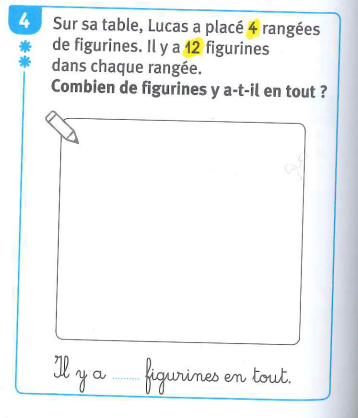 4
Sur sa table, Lucas a placé 4 rangées
de figurines. Il y a 12 figurines
dans chaque rangée.
Combien de figurines y a-t-il en tout ?
Il y a ........ figurines en tout.